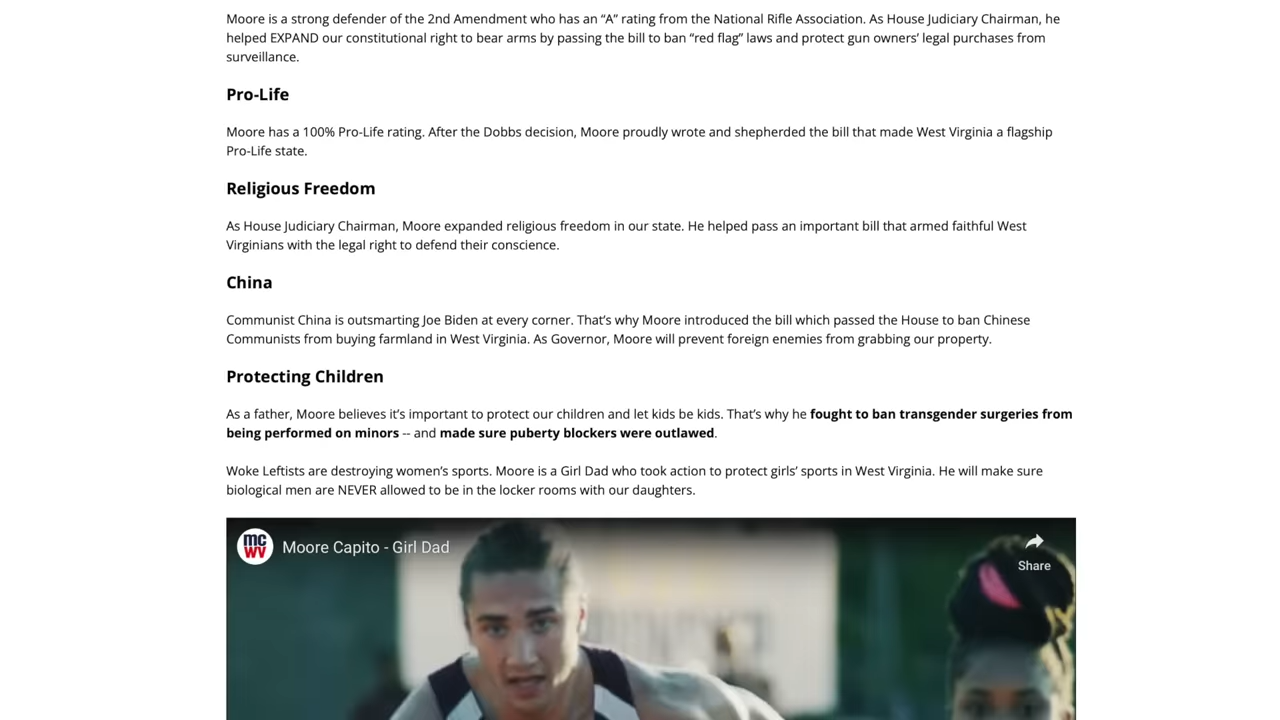 Moore is a strong defender of the 2nd Amendment who has an “A” rating from the National Rifle Association. As House Judiciary Chairman, he
helped EXPAND our constitutional right to bear arms by passing the bill to ban “red flag” laws and protect gun owners’ legal purchases from
surveillance.
Pro-Life
Moore has a 100% Pro-Life rating. After the Dobbs decision, Moore proudly wrote and shepherded the bill that made West Virginia a flagship
Pro-Life state.
Religious Freedom
As House Judiciary Chairman, Moore expanded religious freedom in our state. He helped pass an important bill that armed faithful West
Virginians with the legal right to defend their conscience.
China
Communist China is outsmarting Joe Biden at every corner. That’s why Moore introduced the bill which passed the House to ban Chinese
Communists from buying farmland in West Virginia. As Governor, Moore will prevent foreign enemies from grabbing our property.
Protecting Children
As a father, Moore believes it’s important to protect our children and let kids be kids. That’s why he fought to ban transgender surgeries from
being performed on minors -- and made sure puberty blockers were outlawed.
Woke Leftists are destroying women’s sports. Moore is a Girl Dad who took action to protect girls’ sports in West Virginia. He will make sure
biological men are NEVER allowed to be in the locker rooms with our daughters.
mc
wv
Moore Capito - Girl Dad
Share